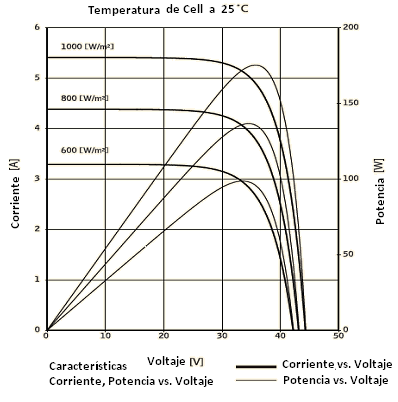 Temperatura de Cell a 25°C
6
5
4
3
2
1
0
200
150
100
50
0
1000 [W/m²]
800 [W/m²]
600 [W/m²]
Corriente [A]
Potencia [W]
0 10 20 30 40 50
Voltaje [V]
Características
Corriente, Potencia vs. Voltaje
Corriente vs. Voltaje
Potencia vs. Voltaje